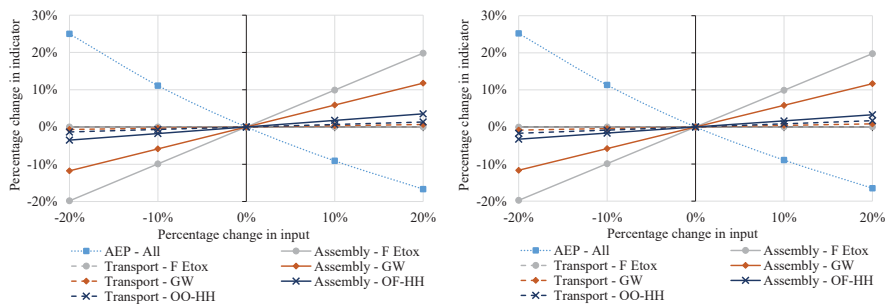 Percentage change in indicator
30%
20%
10%
0%
-10%
-20%
-20%
-10%
0%
10%
20%
Percentage change in input
AEP - All
Assembly - F Etox
Transport - F Etox
Assembly - GW
Transport - GW
Assembly - OF-HH
Transport - OO-HH
Percentage change in indicator
30%
20%
10%
0%
-10%
-20%
-20%
-10%
0%
10%
20%
Percentage change in input
AEP - All
Assembly - F Etox
Transport - F Etox
Assembly - GW
Transport - GW
Assembly - OF-HH
Transport - OO-HH